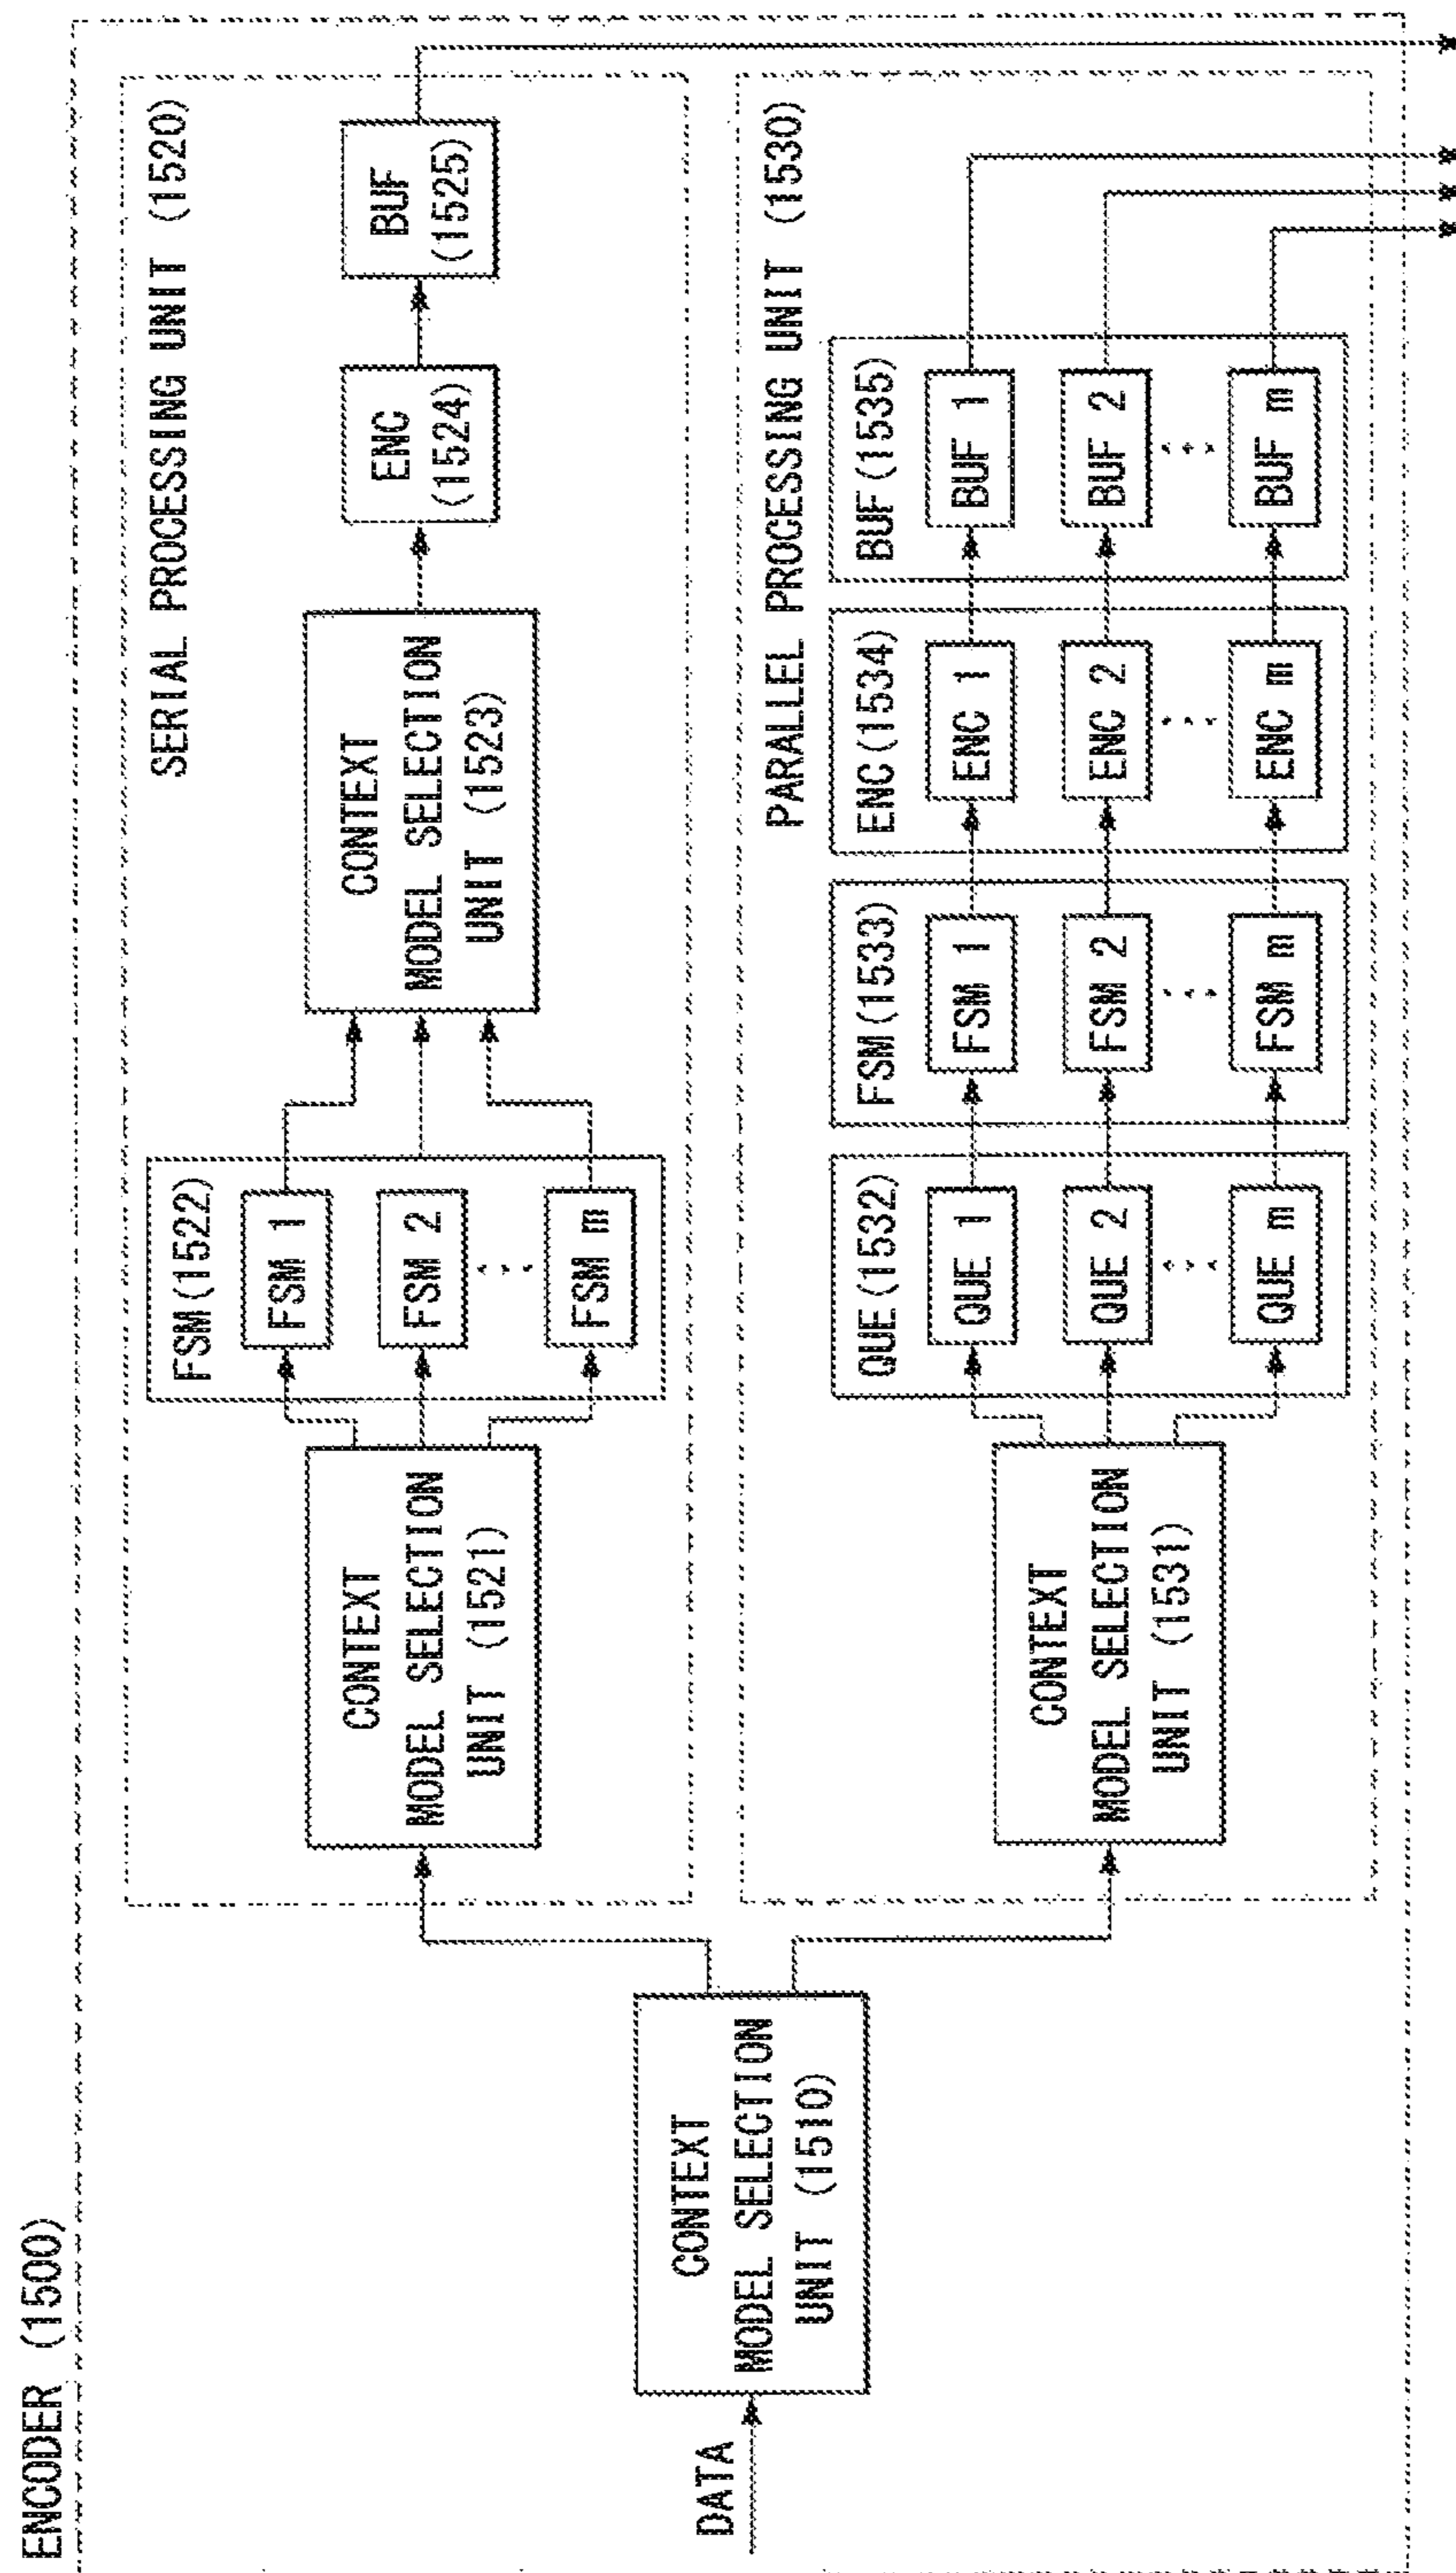 ENCODER (1500)
DATA
CONTEXT
MODEL SELECTION
UNIT (1510)
SERIAL PROCESSING UNIT (1520)
CONTEXT
MODEL SELECTION
UNIT (1521)
FSM(1522)
FSM 1
FSM 2
FSM m
CONTEXT
MODEL SELECTION
UNIT (1523)
ENC
(1524)
BUF
(1525)
PARALLEL PROCESSING UNIT (1530)
CONTEXT
MODEL SELECTION
UNIT (1531)
QUE(1532)
QUE 1
QUE 2
QUE m
FSM(1533)
FSM 1
FSM 2
FSM m
ENC(1534)
ENC 1
ENC 2
ENC m
BUF(1535)
BUF 1
BUF 2
BUF m